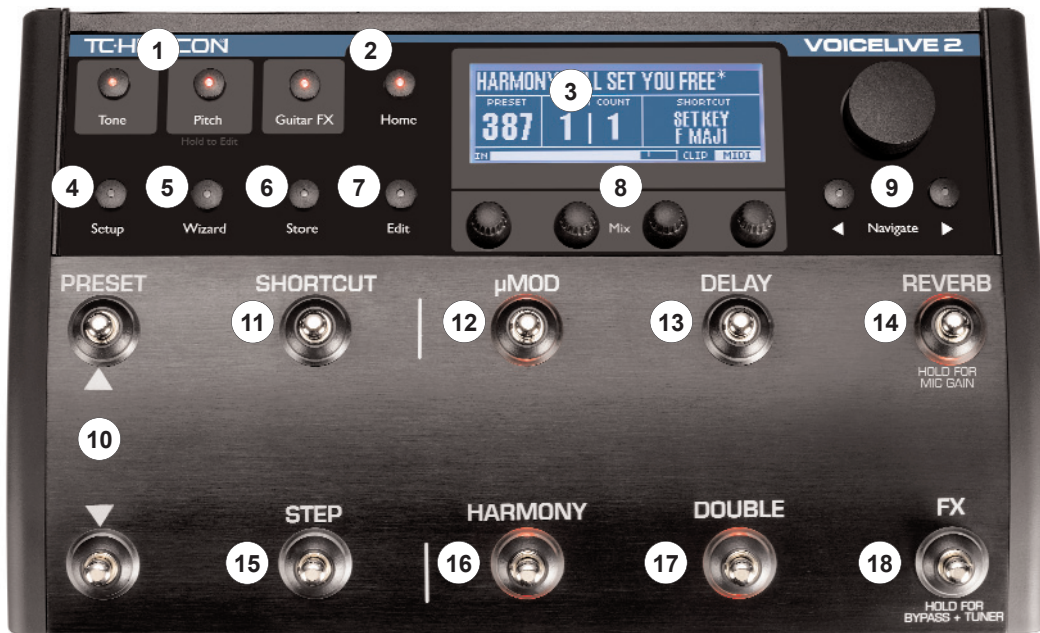 1
2
VOICELIVE 2
Tone
Pitch
Guitar FX
Home
Hold to Edit
3
HARMONY SET YOU FREE*
PRESET
COUNT
SHORTCUT
387
1 | 1
SET KEY
F MAJ1
IN
CLIP
MIDI
4
5
6
7
8
9
Setup
Wizard
Store
Edit
Mix
◄ Navigate ►
PRESET
SHORTCUT
µMOD
DELAY
REVERB
11
12
13
14
HOLD FOR
MIC GAIN
10
STEP
HARMONY
DOUBLE
FX
15
16
17
18
HOLD FOR
BYPASS + TUNER